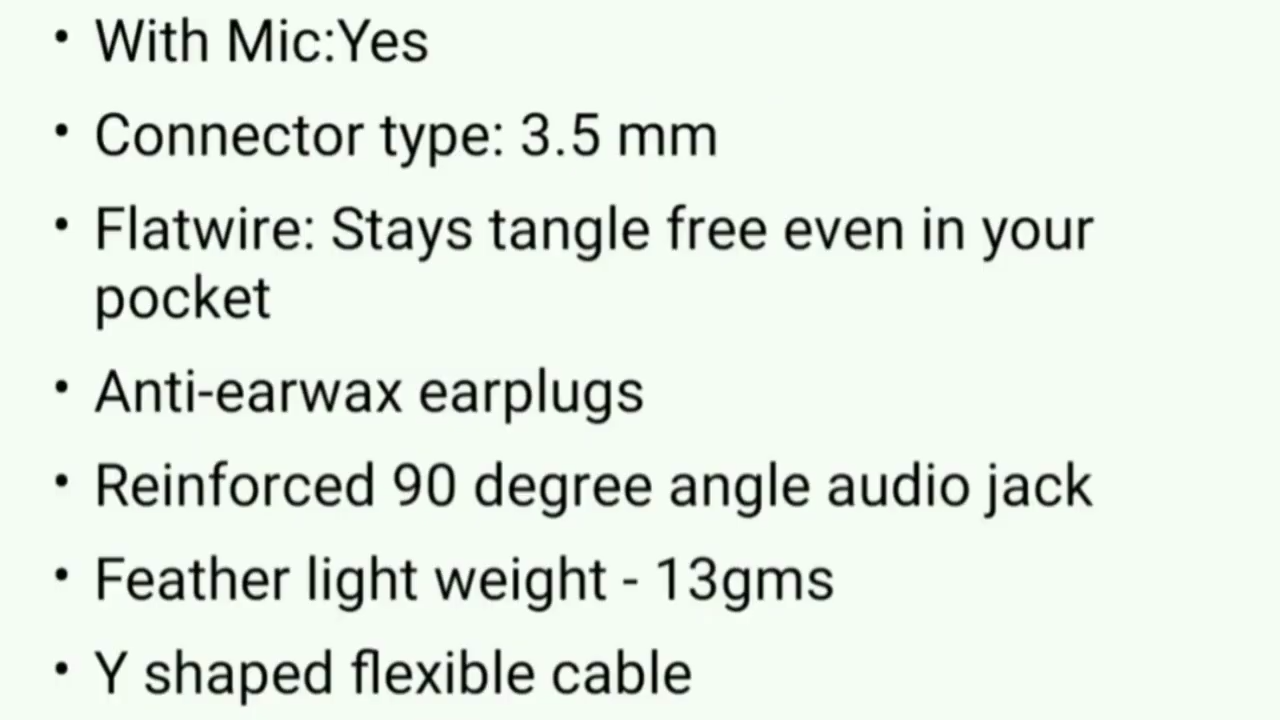 • With Mic:Yes
• Connector type: 3.5 mm
• Flatwire: Stays tangle free even in your
pocket
• Anti-earwax earplugs
• Reinforced 90 degree angle audio jack
• Feather light weight - 13gms
• Y shaped flexible cable